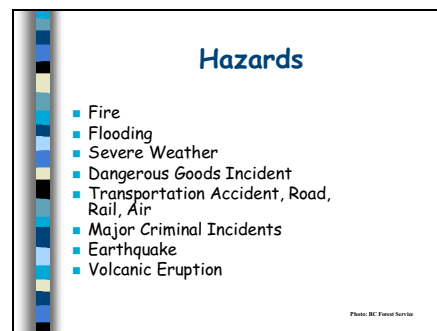 Hazards
Fire
Flooding
Severe Weather
Dangerous Goods Incident
Transportation Accident, Road,
Rail, Air
Major Criminal Incidents
Earthquake
Volcanic Eruption
Photo: BC Forest Service